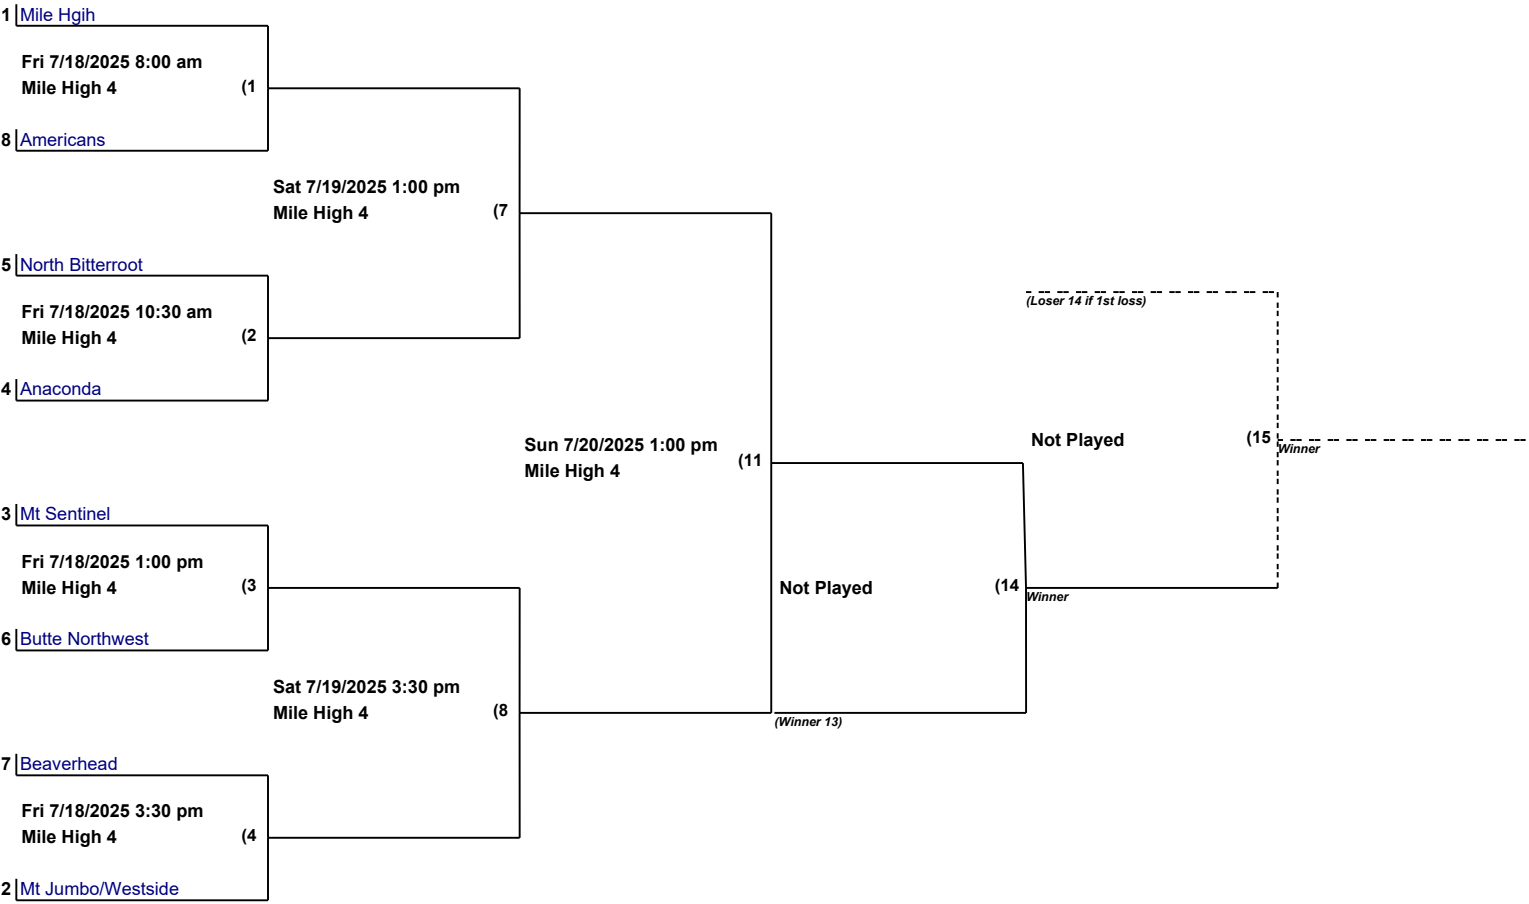 1 Mile Hgih
Fri 7/18/2025 8:00 am
Mile High 4 (1
8 Americans
Sat 7/19/2025 1:00 pm
Mile High 4 (7
5 North Bitterroot
Fri 7/18/2025 10:30 am
Mile High 4 (2
4 Anaconda
(Loser 14 if 1st loss)
Not Played (15
Winner
Sun 7/20/2025 1:00 pm
Mile High 4 (11
3 Mt Sentinel
Fri 7/18/2025 1:00 pm
Mile High 4 (3
Not Played (14
Winner
6 Butte Northwest
Sat 7/19/2025 3:30 pm
Mile High 4 (8
(Winner 13)
7 Beaverhead
Fri 7/18/2025 3:30 pm
Mile High 4 (4
2 Mt Jumbo/Westside